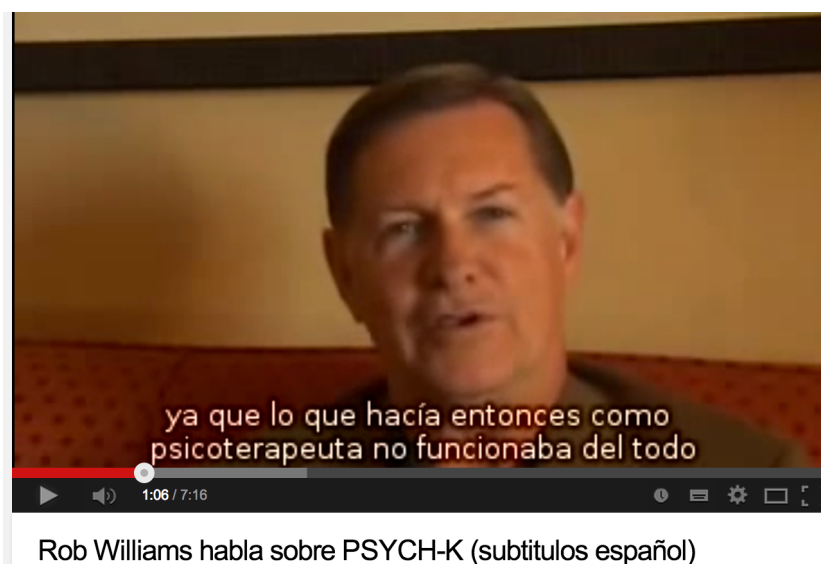 ya que lo que hacía entonces como
psicoterapeuta no funcionaba del todo
1:06 / 7:16
Rob Williams habla sobre PSYCH-K (subtitulos español)